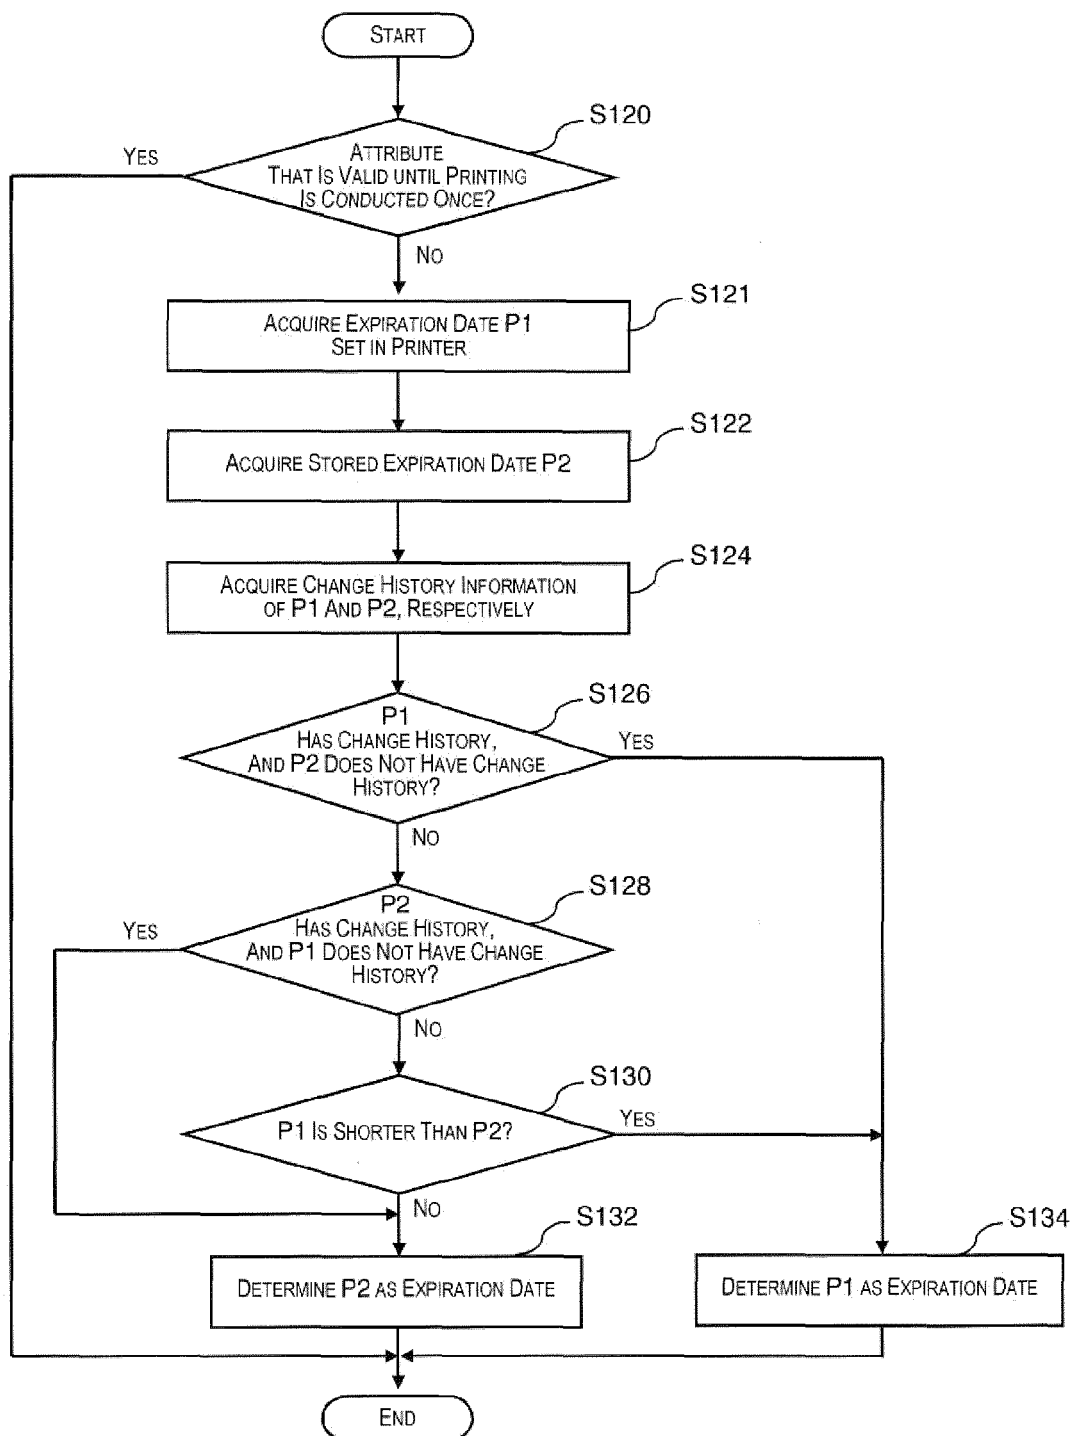 START
S120
YES
ATTRIBUTE
THAT IS VALID UNTIL PRINTING
IS CONDUCTED ONCE?
NO
S121
ACQUIRE EXPIRATION DATE P1
SET IN PRINTER
S122
ACQUIRE STORED EXPIRATION DATE P2
S124
ACQUIRE CHANGE HISTORY INFORMATION
OF P1 AND P2, RESPECTIVELY
S126
P1
HAS CHANGE HISTORY,
AND P2 DOES NOT HAVE CHANGE
HISTORY?
YES
NO
S128
P2
HAS CHANGE HISTORY,
AND P1 DOES NOT HAVE CHANGE
HISTORY?
YES
NO
S130
P1 IS SHORTER THAN P2?
YES
NO
S132
DETERMINE P2 AS EXPIRATION DATE
S134
DETERMINE P1 AS EXPIRATION DATE
END